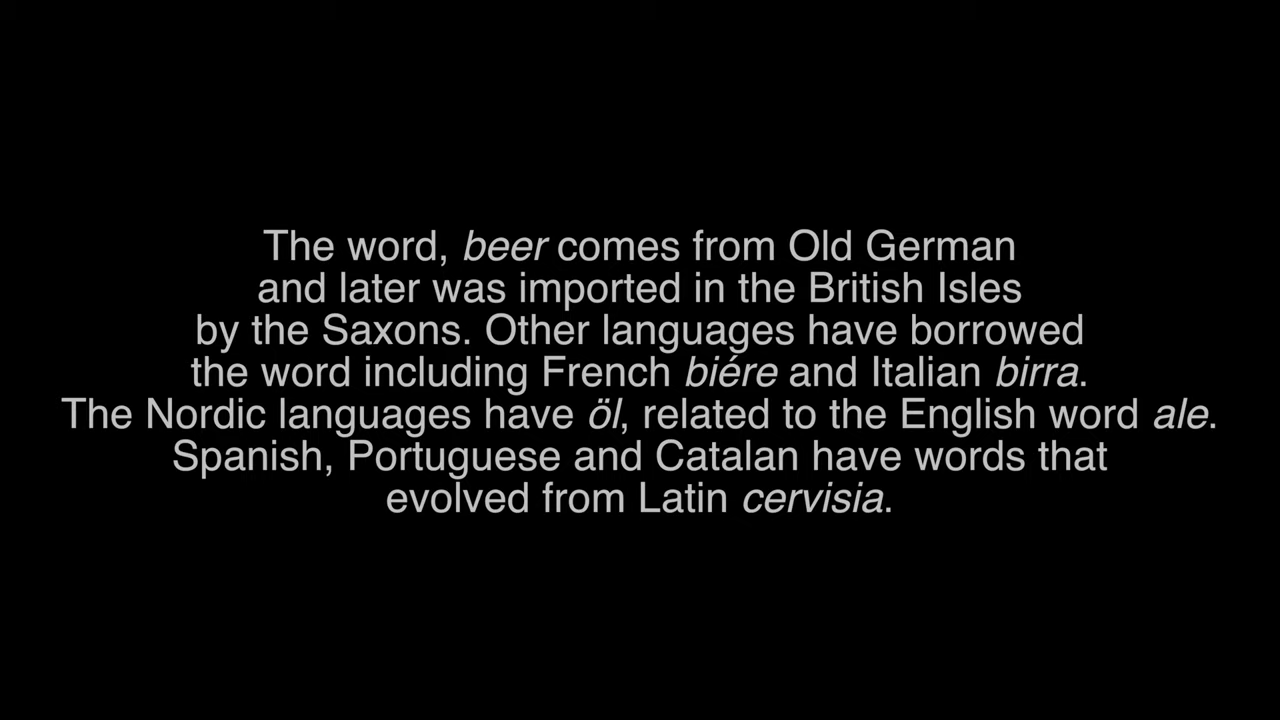 The word, beer comes from Old German
and later was imported in the British Isles
by the Saxons. Other languages have borrowed
the word including French biére and Italian birra.
The Nordic languages have öl, related to the English word ale.
Spanish, Portuguese and Catalan have words that
evolved from Latin cervisia.